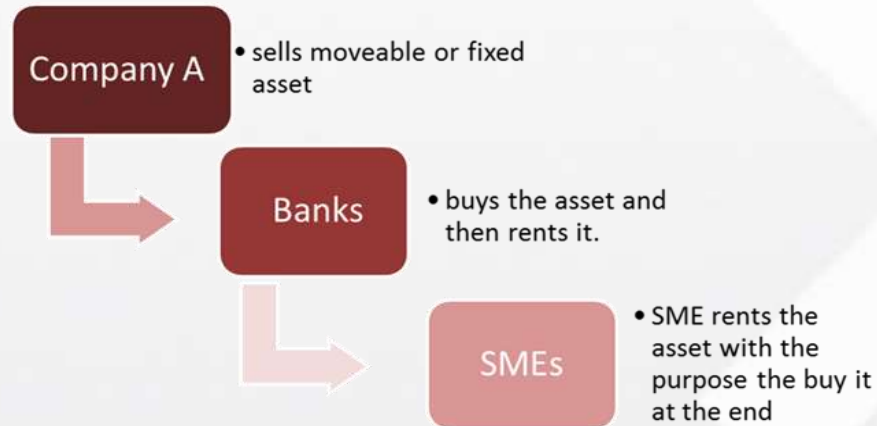 Company A
• sells moveable or fixed
asset
Banks
• buys the asset and
then rents it.
SMEs
• SME rents the
asset with the
purpose the buy it
at the end